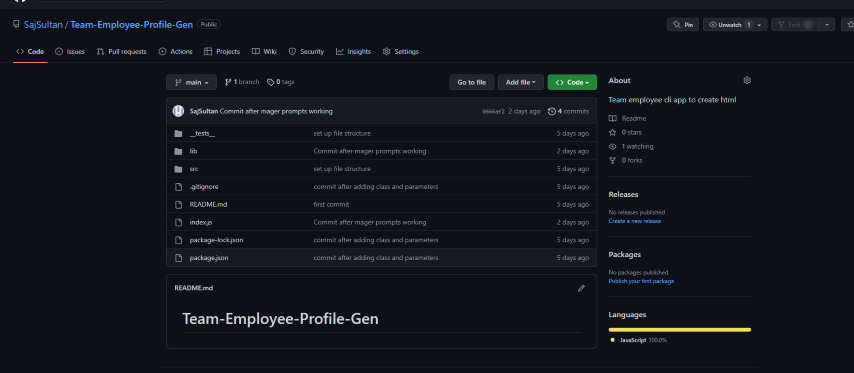 SajSultan / Team-Employee-Profile-Gen Public
Pin Unwatch 1 Fork
Code Issues Pull requests Actions Projects Wiki Security Insights Settings
main 1 branch 0 tags Go to file Add file Code
SajSultan Commit after mager prompts working 0666af2 2 days ago 4 commits
__tests__ set up file structure 5 days ago
lib Commit after mager prompts working 2 days ago
src set up file structure 5 days ago
.gitignore commit after adding class and parameters 5 days ago
README.md first commit 5 days ago
index.js Commit after mager prompts working 2 days ago
package-lock.json commit after adding class and parameters 5 days ago
package.json commit after adding class and parameters 5 days ago
README.md
Team-Employee-Profile-Gen
About
Team employee cli app to create html
Readme
0 stars
1 watching
0 forks
Releases
No releases published
Create a new release
Packages
No packages published
Publish your first package
Languages
JavaScript 100.0%